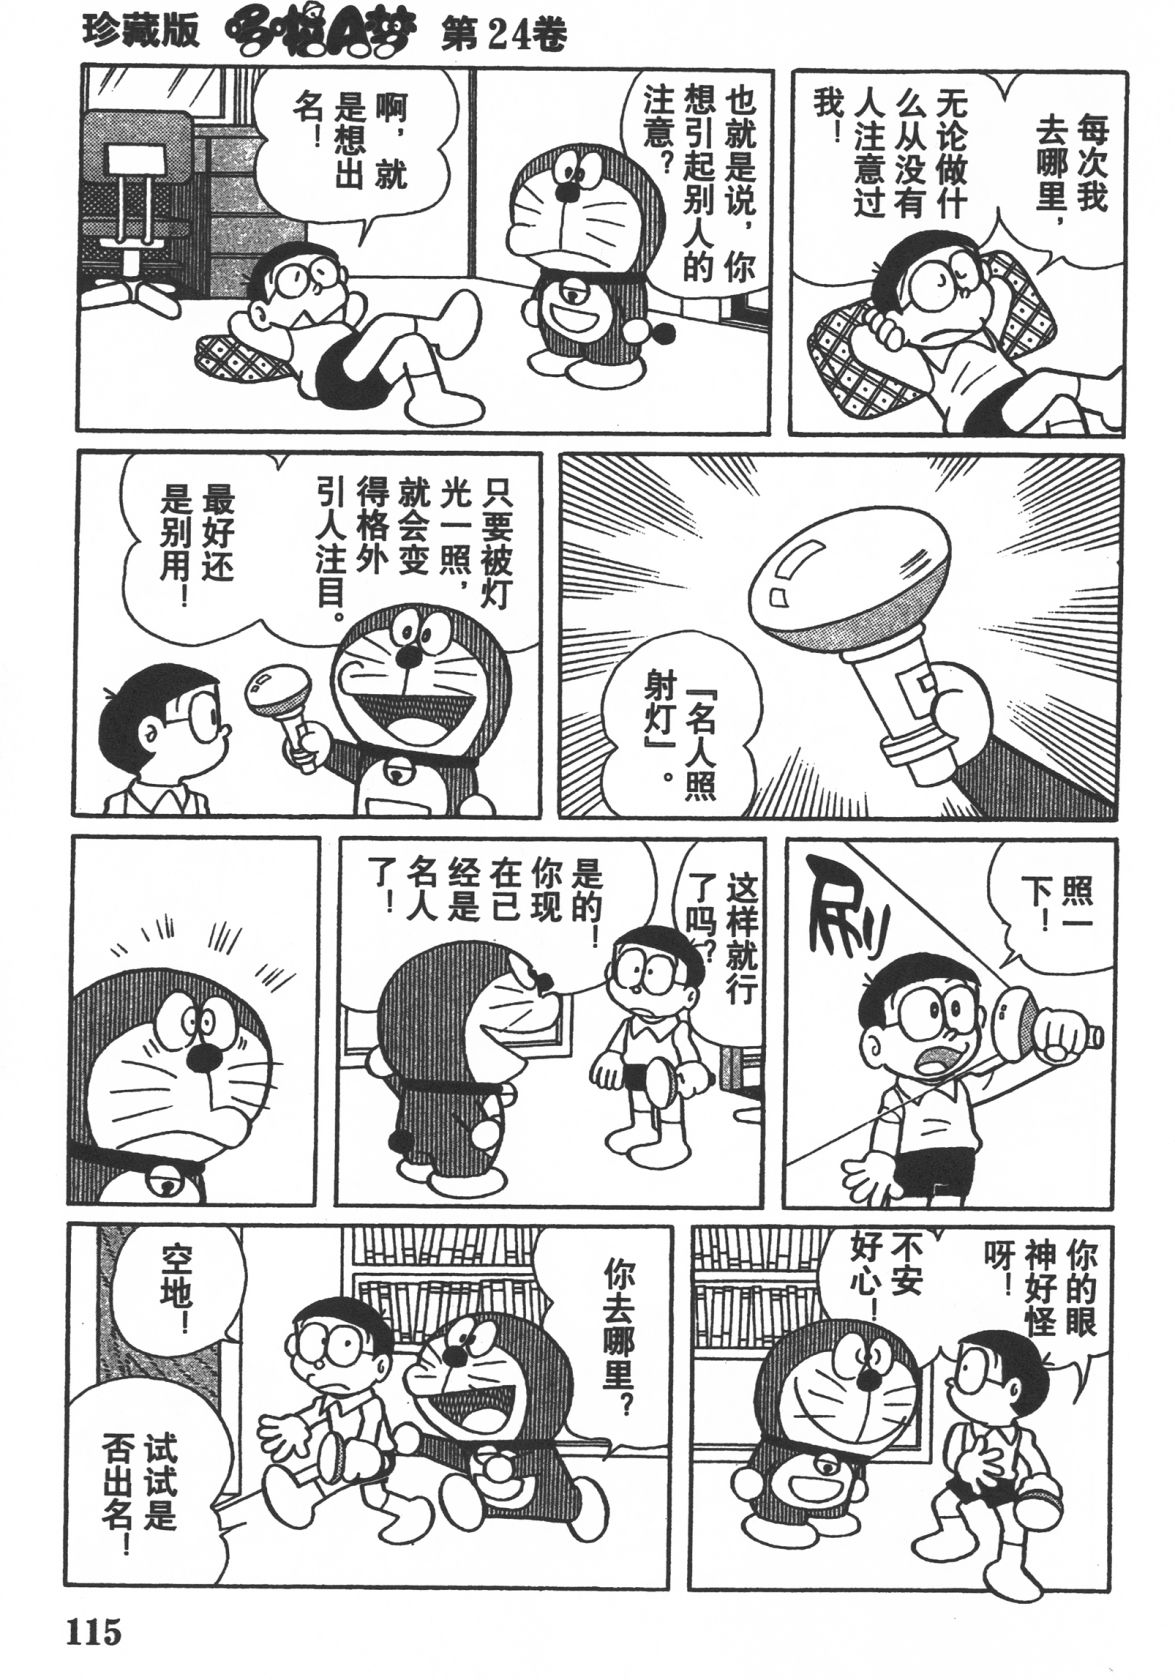 珍藏版 哆啦A梦 第24卷
每次我
去哪里，
无论做什
么从没有
人注意过
我！
也就是说，你
想引起别人的
注意？
啊，就
是想出
名！
『名人照
射灯』。
只要被灯
光一照，
就会变
得格外
引人注目。
最好还
是别用！
照一
下！
刷
这样就行
了吗？
是的！
你现
在已
经是
名人
了！
你的眼
神好怪
呀！
不安
好心！
你去哪里？
空地！
试试是
否出名！
115